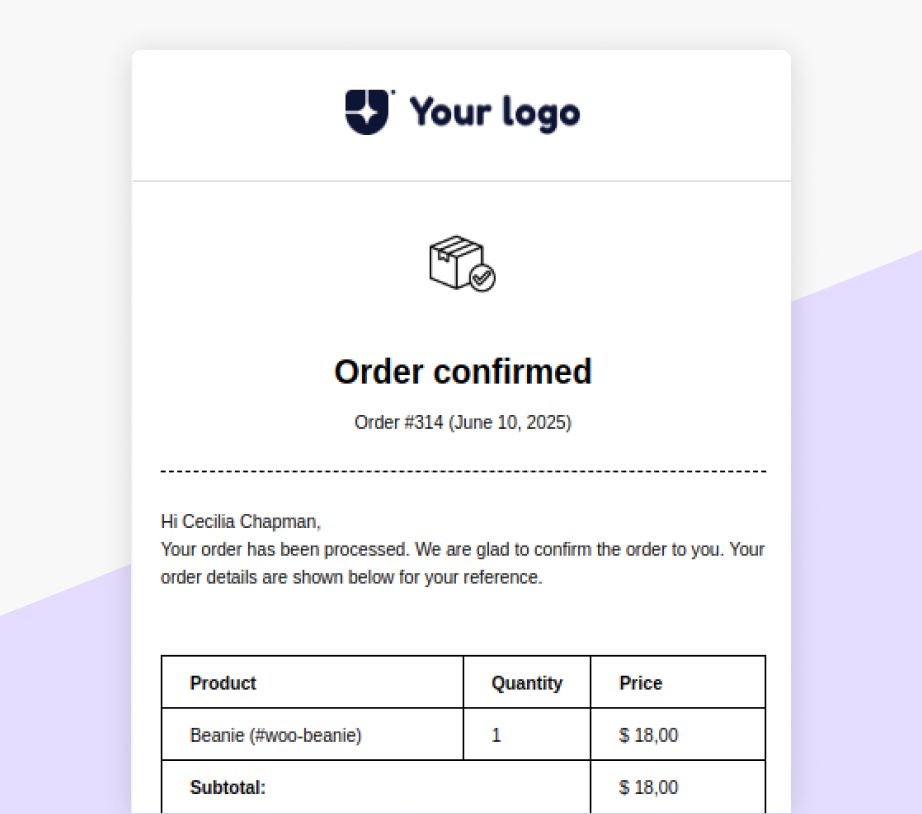 Your logo
Order confirmed
Order #314 (June 10, 2025)
Hi Cecilia Chapman,
Your order has been processed. We are glad to confirm the order to you. Your
order details are shown below for your reference.
Product Quantity Price
Beanie (#woo-beanie) 1 $ 18,00
Subtotal: $ 18,00